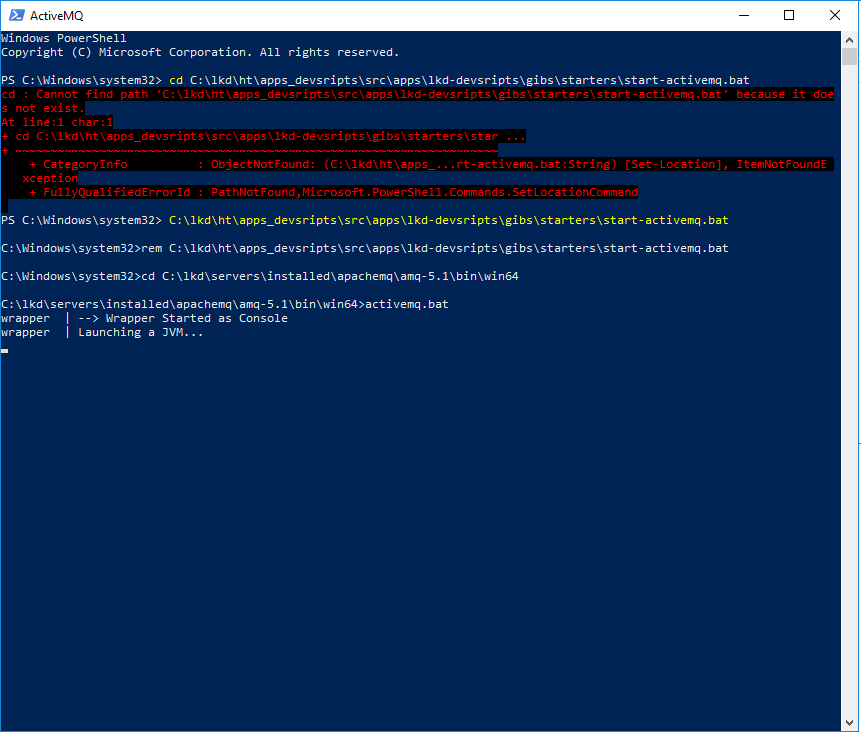 ActiveMQ
Windows PowerShell
Copyright (C) Microsoft Corporation. All rights reserved.
PS C:\Windows\system32> cd C:\lkd\ht\apps_devsripts\src\apps\lkd-devsripts\gibs\starters\start-activemq.bat
cd : Cannot find path 'C:\lkd\ht\apps_devsripts\src\apps\lkd-devsripts\gibs\starters\start-activemq.bat' because it doe
s not exist.
At line:1 char:1
+ cd C:\lkd\ht\apps_devsripts\src\apps\lkd-devsripts\gibs\starters\star ...
+ ~~~~~~~~~~~~~~~~~~~~~~~~~~~~~~~~~~~~~~~~~~~~~~~~~~~~~~~~~~~~~~~~~~~~~
+ CategoryInfo          : ObjectNotFound: (C:\lkd\ht\apps_...rt-activemq.bat:String) [Set-Location], ItemNotFoundE
xception
+ FullyQualifiedErrorId : PathNotFound,Microsoft.PowerShell.Commands.SetLocationCommand
PS C:\Windows\system32> C:\lkd\ht\apps_devsripts\src\apps\lkd-devsripts\gibs\starters\start-activemq.bat
C:\Windows\system32>rem C:\lkd\ht\apps_devsripts\src\apps\lkd-devsripts\gibs\starters\start-activemq.bat
C:\Windows\system32>cd C:\lkd\servers\installed\apachemq\amq-5.1\bin\win64
C:\lkd\servers\installed\apachemq\amq-5.1\bin\win64>activemq.bat
wrapper  | --> Wrapper Started as Console
wrapper  | Launching a JVM...